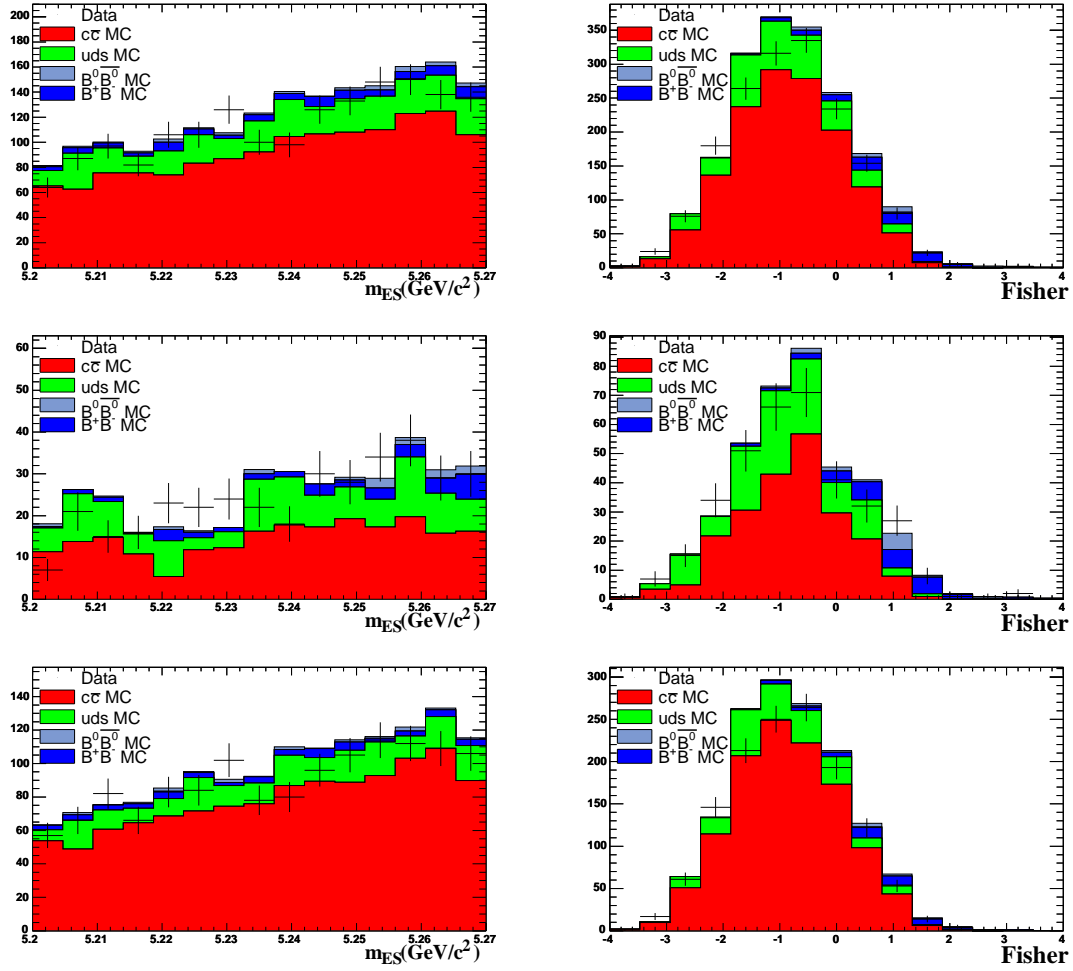 Data
cc̄ MC
uds MC
B⁰B̄⁰ MC
B⁺B⁻ MC
200
180
160
140
120
100
80
60
40
20
0
5.2 5.21 5.22 5.23 5.24 5.25 5.26 5.27
m_ES(GeV/c²)
Data
cc̄ MC
uds MC
B⁰B̄⁰ MC
B⁺B⁻ MC
350
300
250
200
150
100
50
0
-4 -3 -2 -1 0 1 2 3 4
Fisher
Data
cc̄ MC
uds MC
B⁰B̄⁰ MC
B⁺B⁻ MC
60
50
40
30
20
10
0
5.2 5.21 5.22 5.23 5.24 5.25 5.26 5.27
m_ES(GeV/c²)
Data
cc̄ MC
uds MC
B⁰B̄⁰ MC
B⁺B⁻ MC
90
80
70
60
50
40
30
20
10
0
-4 -3 -2 -1 0 1 2 3 4
Fisher
Data
cc̄ MC
uds MC
B⁰B̄⁰ MC
B⁺B⁻ MC
140
120
100
80
60
40
20
0
5.2 5.21 5.22 5.23 5.24 5.25 5.26 5.27
m_ES(GeV/c²)
Data
cc̄ MC
uds MC
B⁰B̄⁰ MC
B⁺B⁻ MC
300
250
200
150
100
50
0
-4 -3 -2 -1 0 1 2 3 4
Fisher